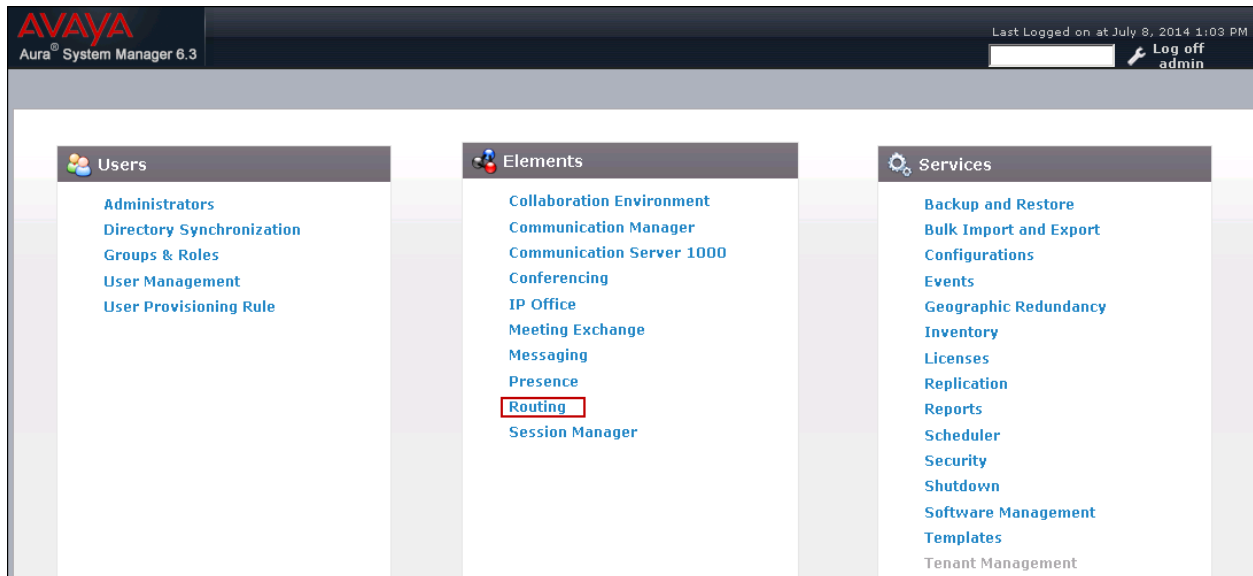 AVAYA
Aura® System Manager 6.3
Last Logged on at July 8, 2014 1:03 PM
Log off
admin
Users
Administrators
Directory Synchronization
Groups & Roles
User Management
User Provisioning Rule
Elements
Collaboration Environment
Communication Manager
Communication Server 1000
Conferencing
IP Office
Meeting Exchange
Messaging
Presence
Routing
Session Manager
Services
Backup and Restore
Bulk Import and Export
Configurations
Events
Geographic Redundancy
Inventory
Licenses
Replication
Reports
Scheduler
Security
Shutdown
Software Management
Templates
Tenant Management